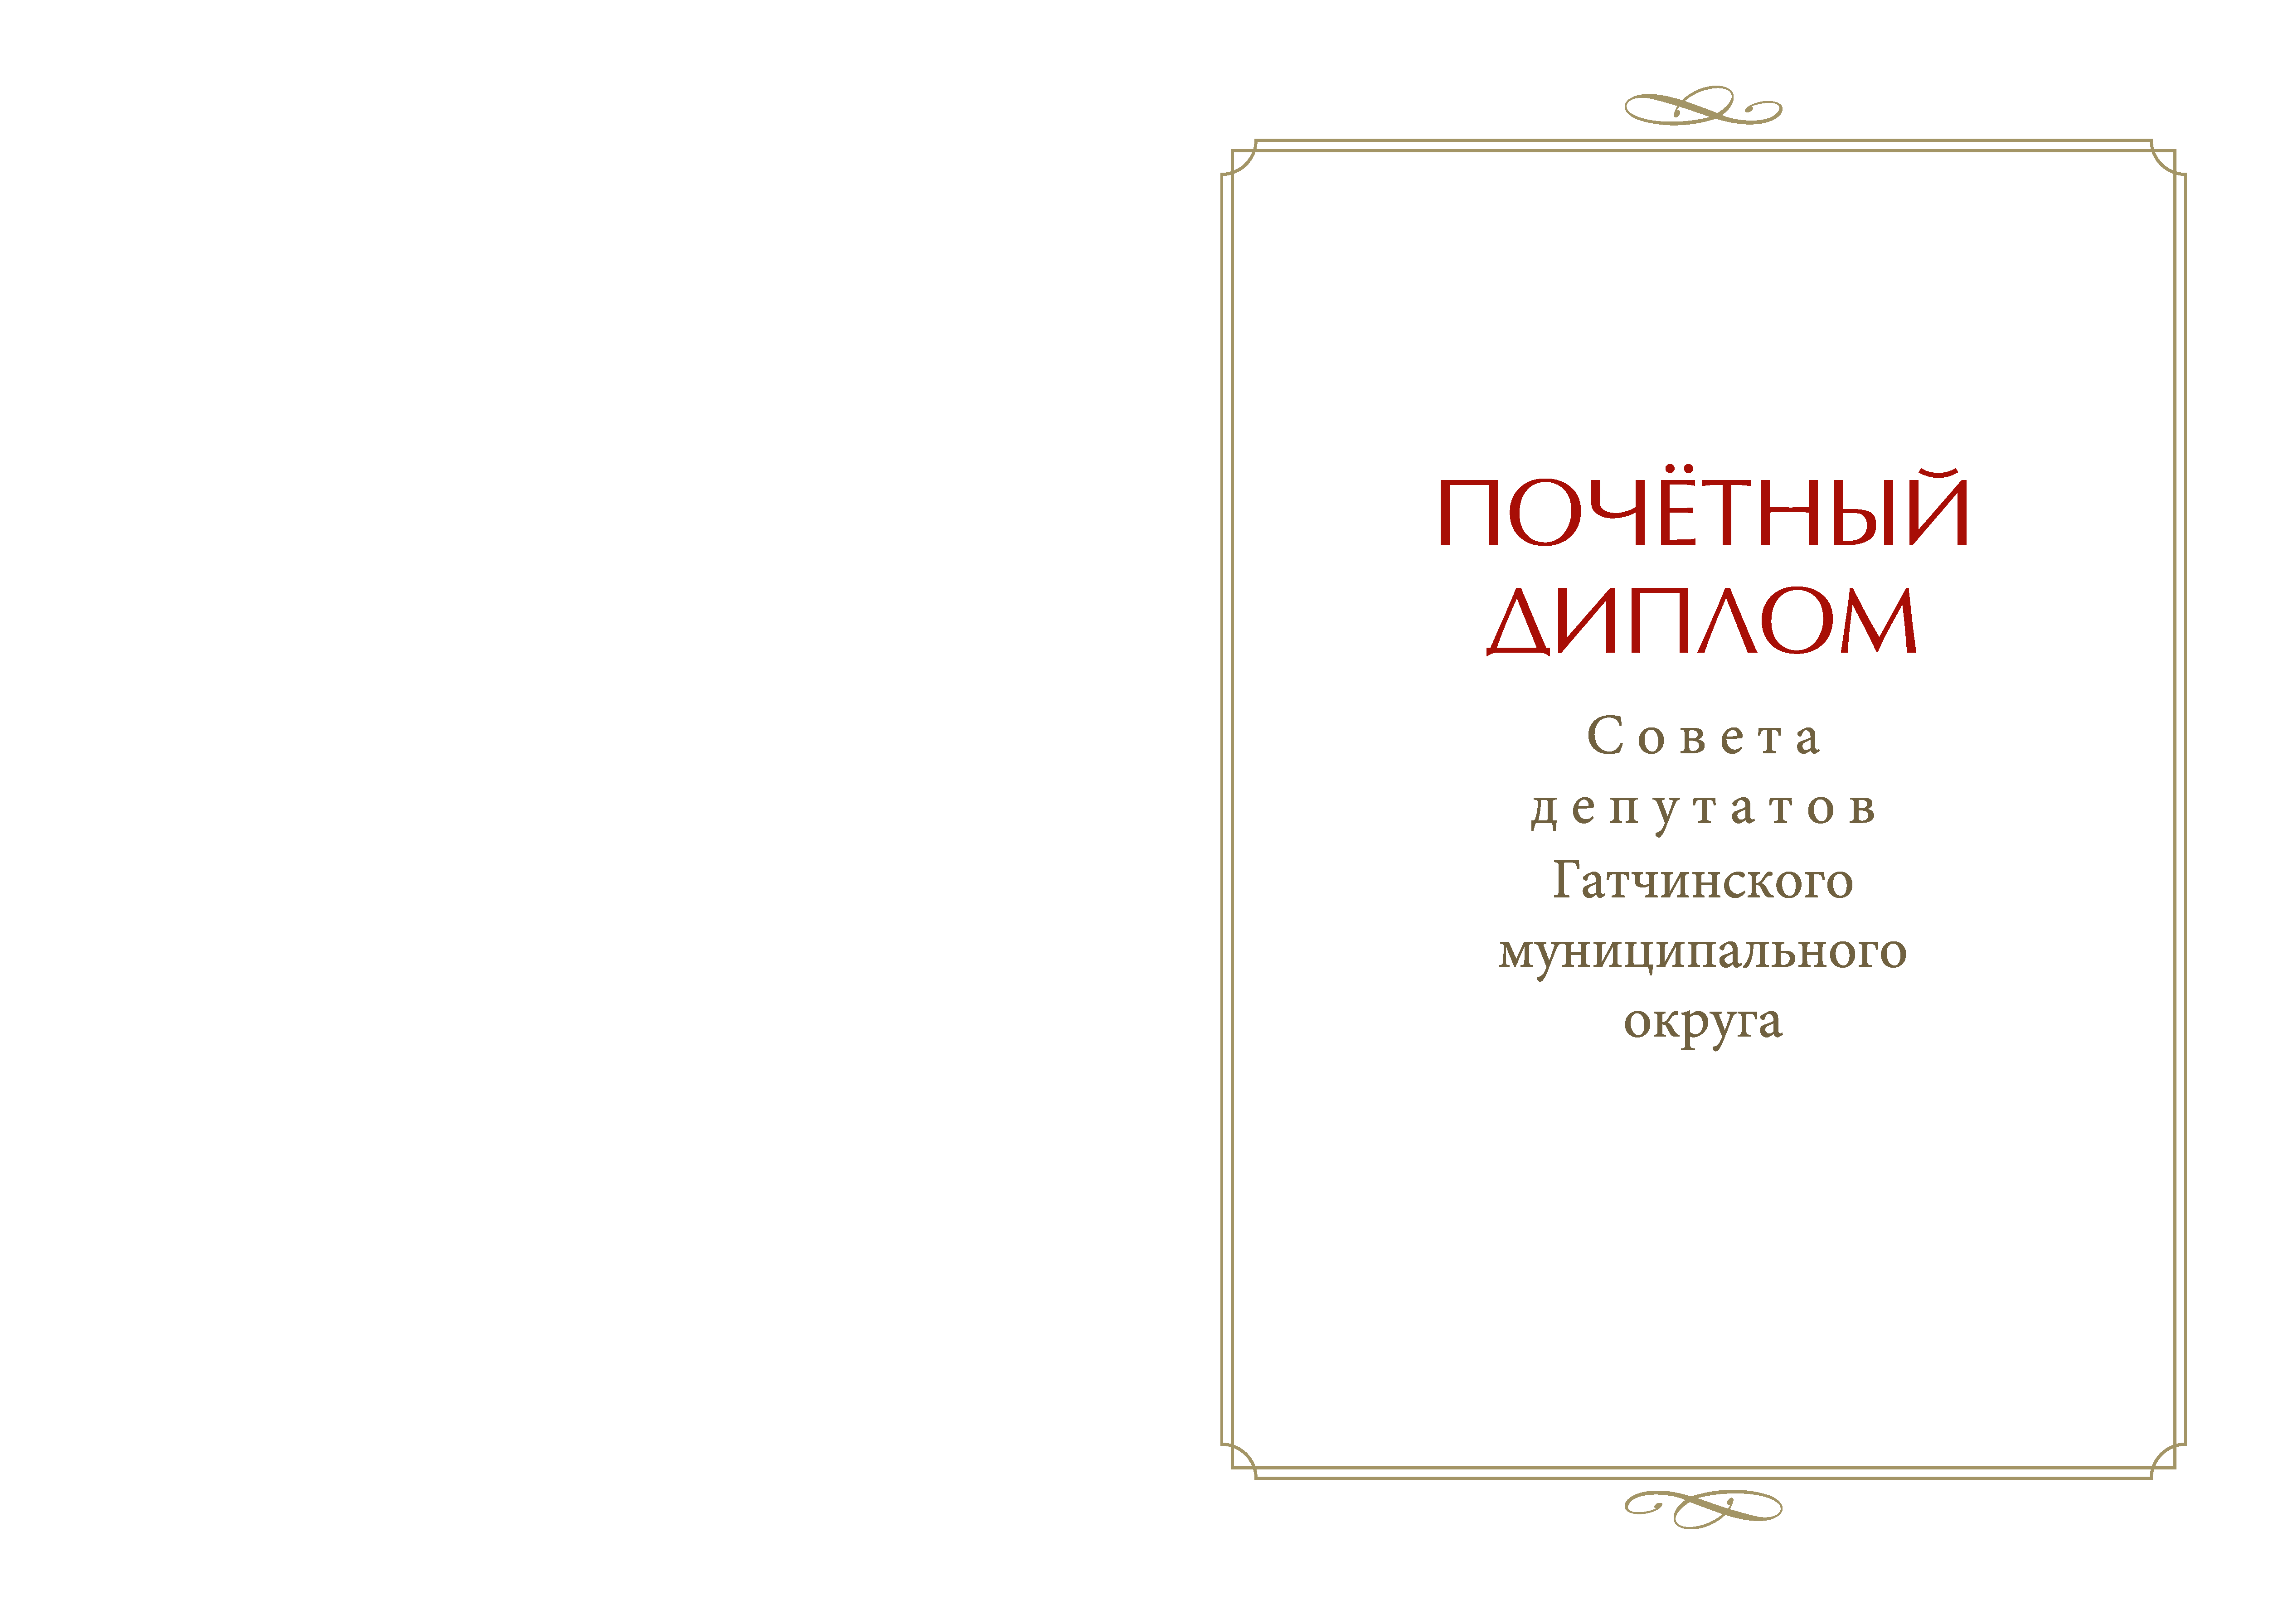 ПОЧЁТНЫЙ
ДИПЛОМ
Совета
депутатов
Гатчинского
муниципального
округа